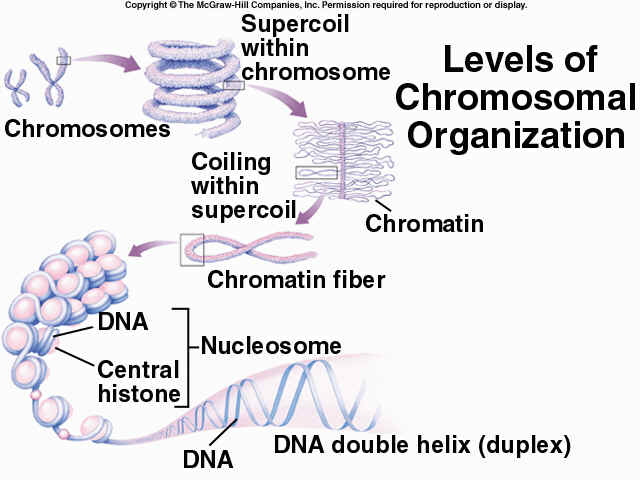 Copyright © The McGraw-Hill Companies, Inc. Permission required for reproduction or display.
Levels of
Chromosomal
Organization
Supercoil
within
chromosome
Chromosomes
Coiling
within
supercoil
Chromatin
Chromatin fiber
DNA
Nucleosome
Central
histone
DNA
DNA double helix (duplex)